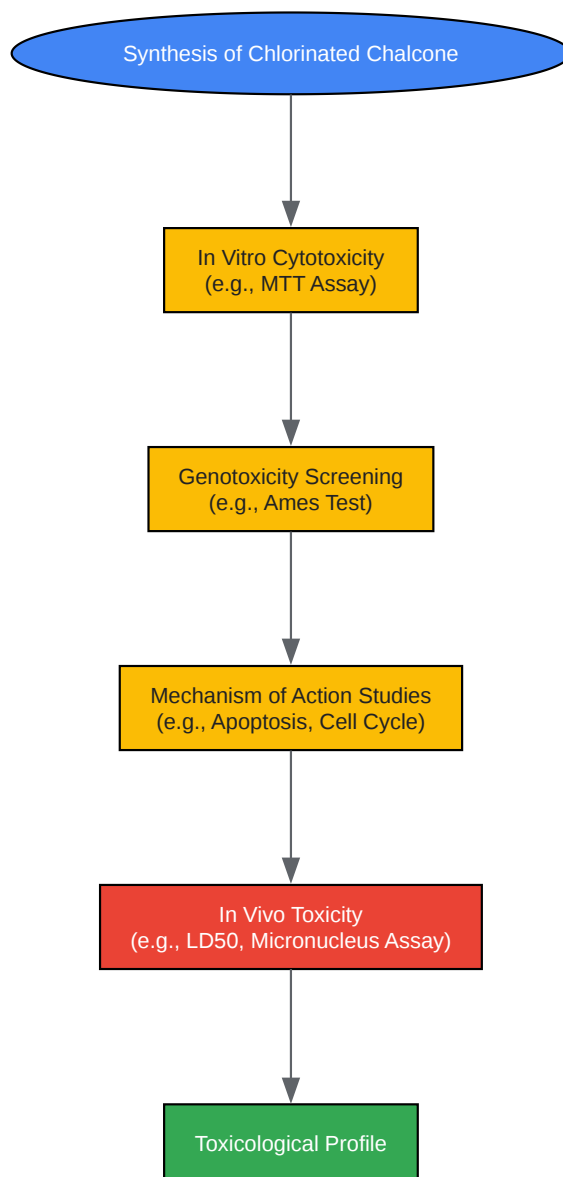 Synthesis of Chlorinated Chalcone
In Vitro Cytotoxicity
(e.g., MTT Assay)
Genotoxicity Screening
(e.g., Ames Test)
Mechanism of Action Studies
(e.g., Apoptosis, Cell Cycle)
In Vivo Toxicity
(e.g., LD50, Micronucleus Assay)
Toxicological Profile